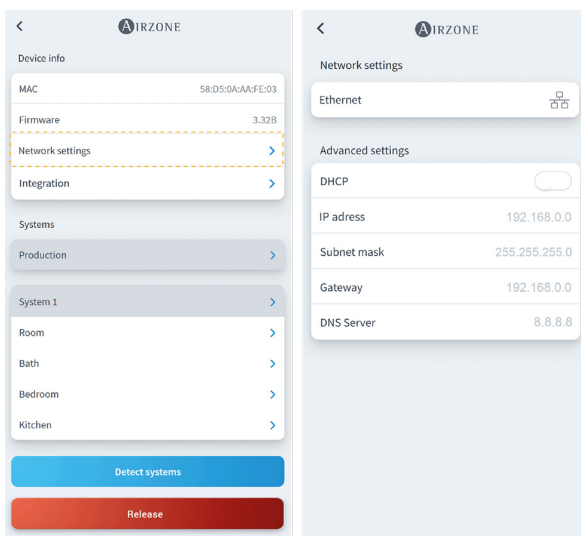 AIRZONE
Device info
MAC 58:D5:0A:AA:FE:03
Firmware 3.32B
Network settings
Integration
Systems
Production
System 1
Room
Bath
Bedroom
Kitchen
Detect systems
Release
AIRZONE
Network settings
Ethernet
Advanced settings
DHCP
IP adress 192.168.0.0
Subnet mask 255.255.255.0
Gateway 192.168.0.0
DNS Server 8.8.8.8